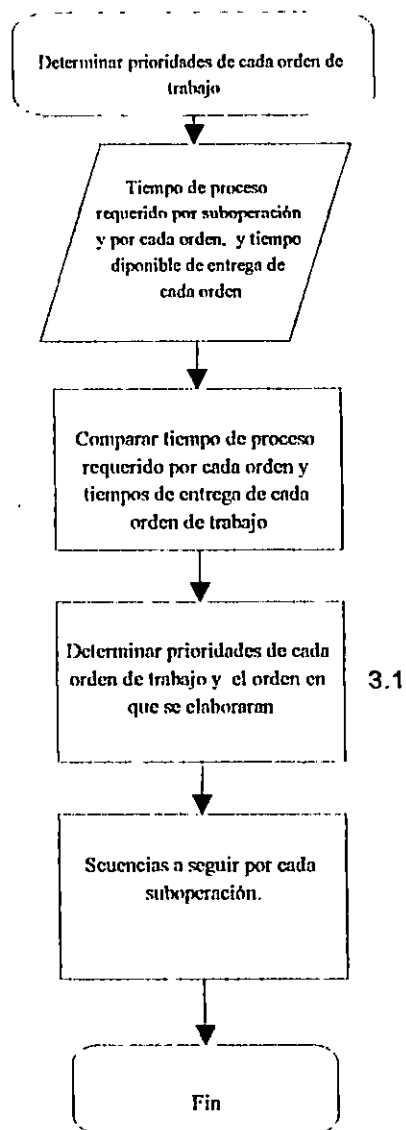 Determinar prioridades de cada orden de
trabajo
Tiempo de proceso
requerido por suboperación
y por cada orden, y tiempo
diponible de entrega de
cada orden
Comparar tiempo de proceso
requerido por cada orden y
tiempos de entrega de cada
orden de trabajo
Determinar prioridades de cada
orden de trabajo y el orden en
que se elaboraran
3.1
Scuencias a seguir por cada
suboperación.
Fin